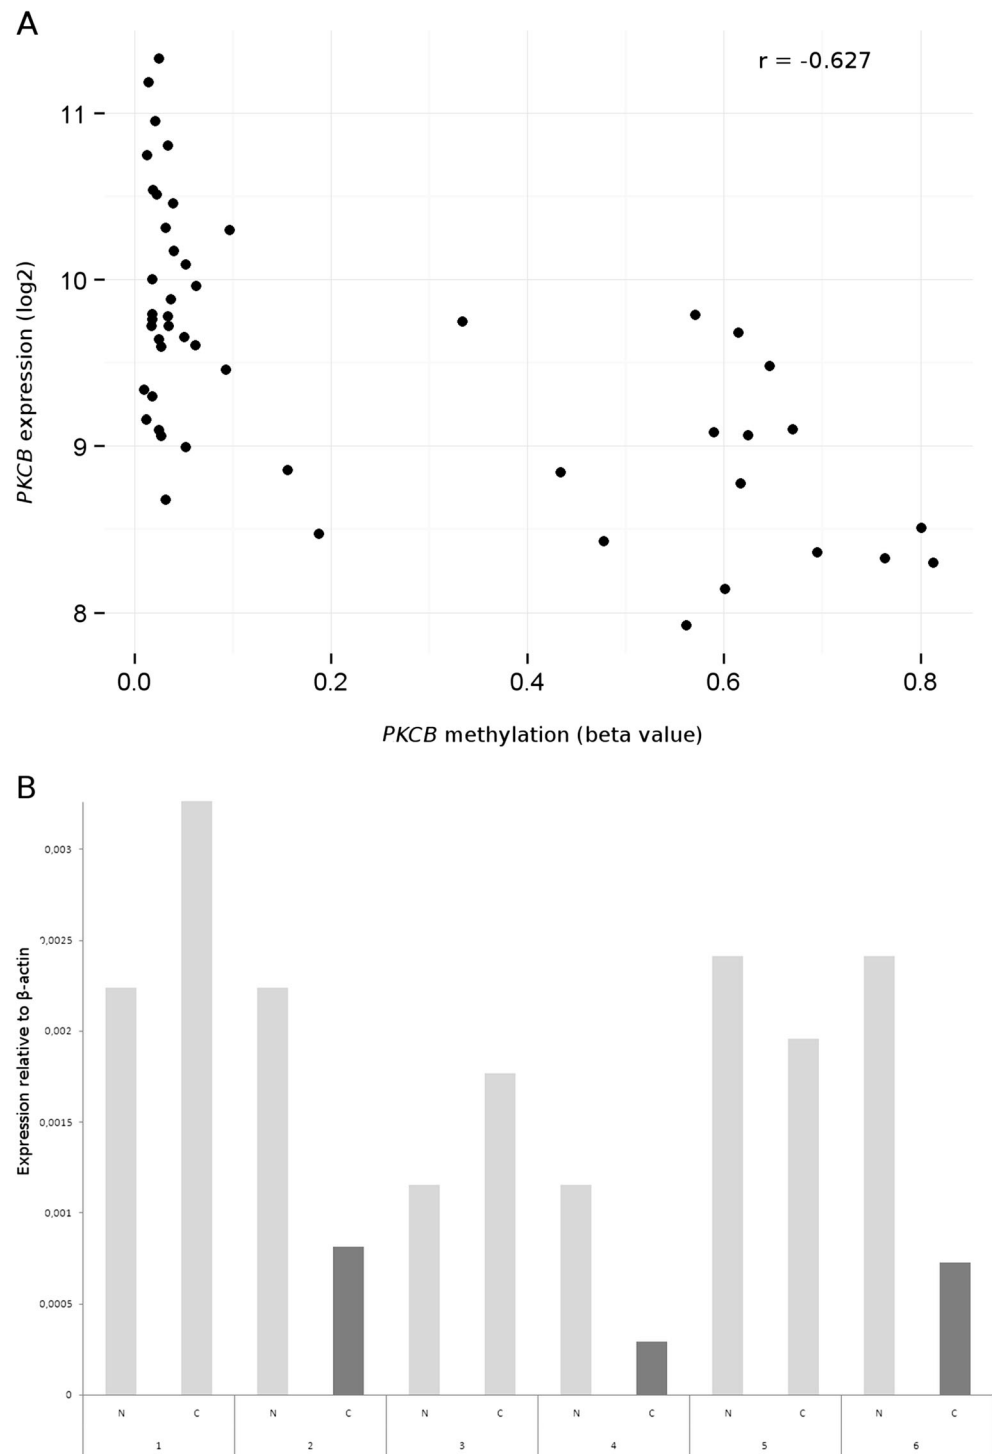 A
r = -0.627
11
10
9
8
PKCB expression (log2)
0.0 0.2 0.4 0.6 0.8
PKCB methylation (beta value)
B
0,003
0,0025
0,002
0,0015
0,001
0,0005
0
Expression relative to β-actin
N C N C N C N C N C N C
1 2 3 4 5 6